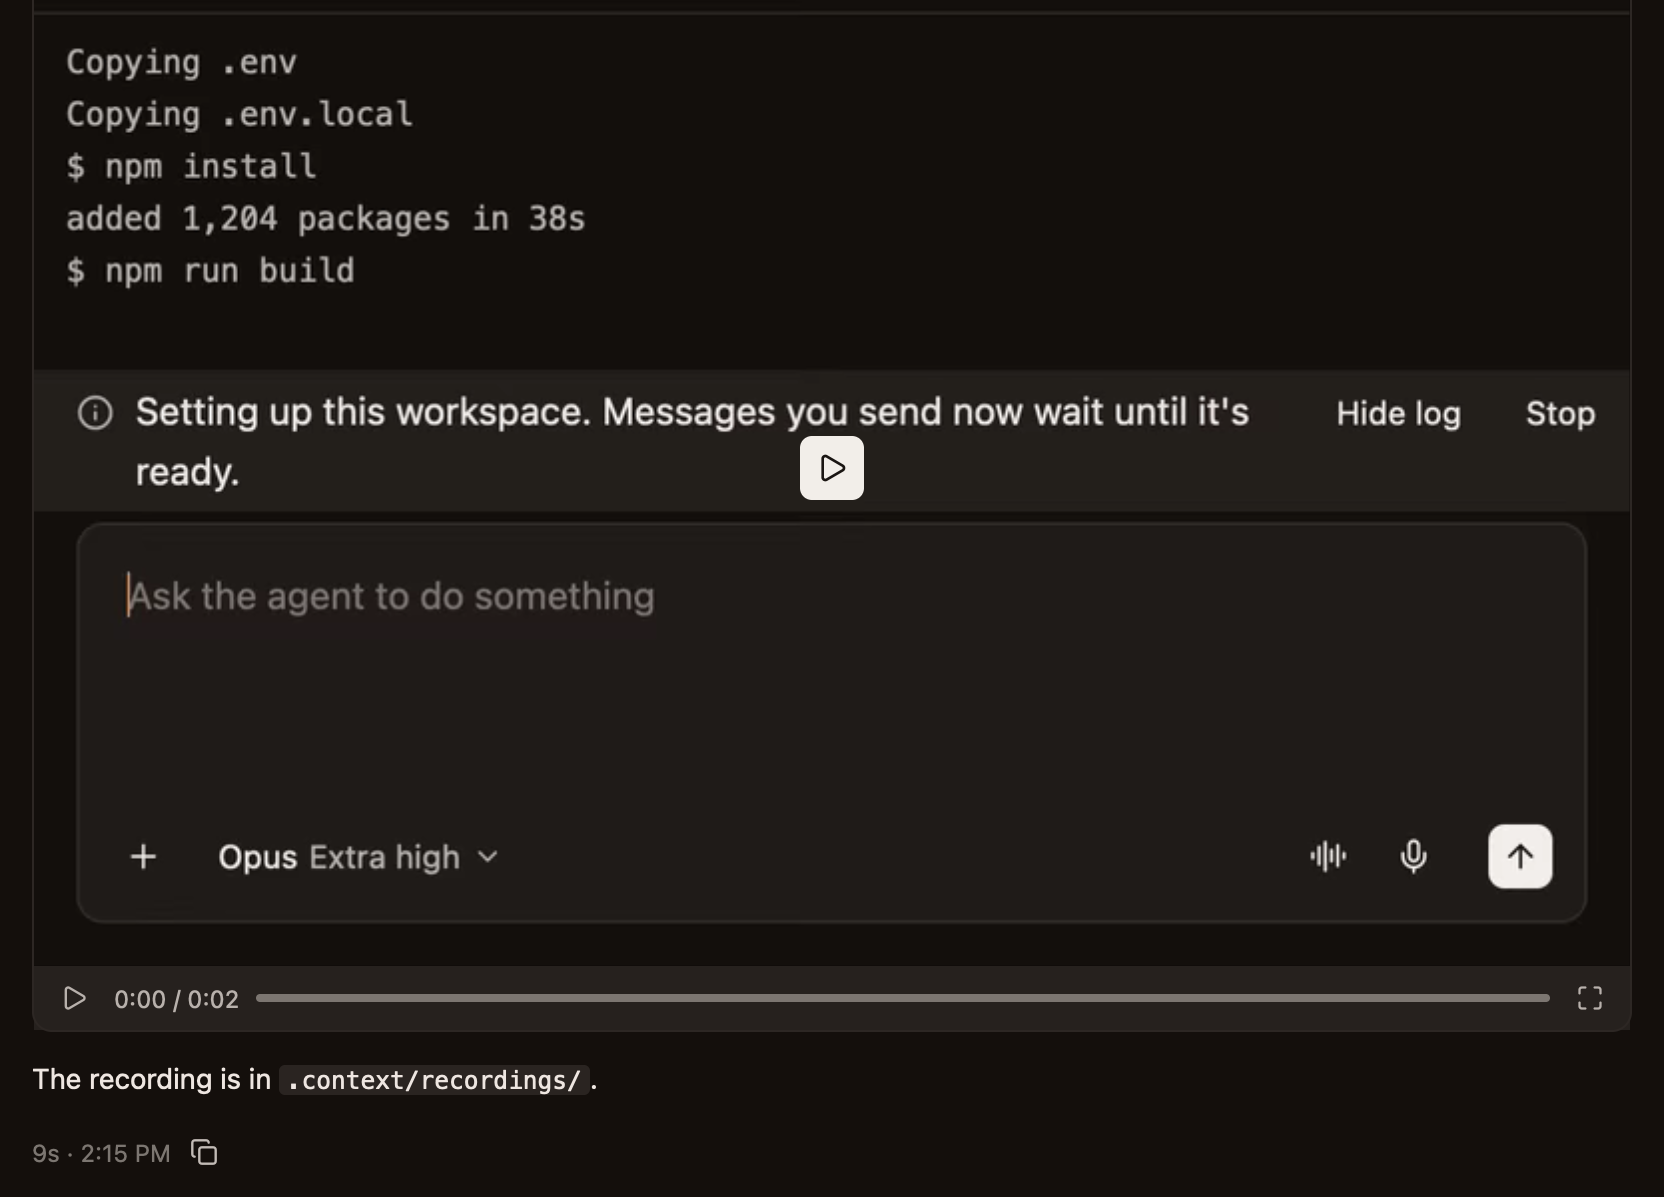 Copying .env
Copying .env.local
$ npm install
added 1,204 packages in 38s
$ npm run build
Setting up this workspace. Messages you send now wait until it's
ready.
Hide log
Stop
Ask the agent to do something
Opus Extra high
0:00 / 0:02
The recording is in .context/recordings/.
9s · 2:15 PM